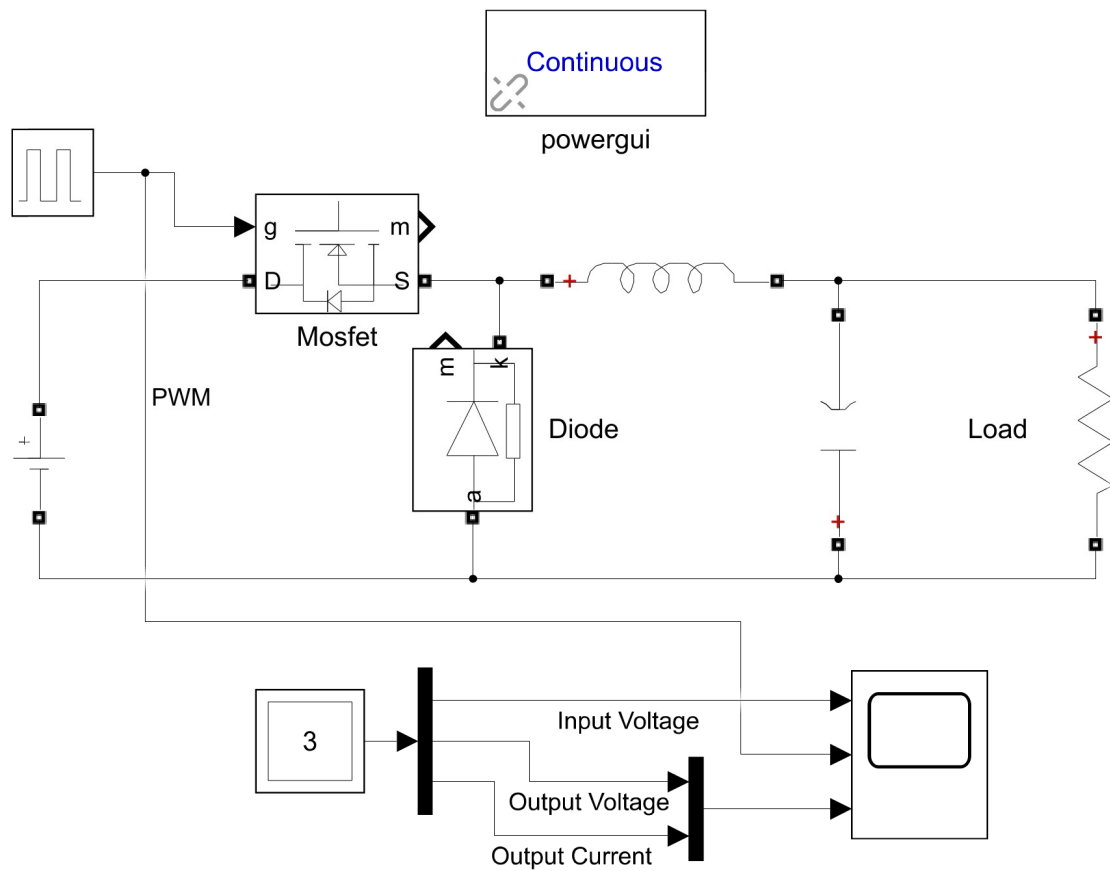 Continuous
powergui
g
m
D
S
Mosfet
m
k
PWM
+
Diode
Load
a
3
Input Voltage
Output Voltage
Output Current